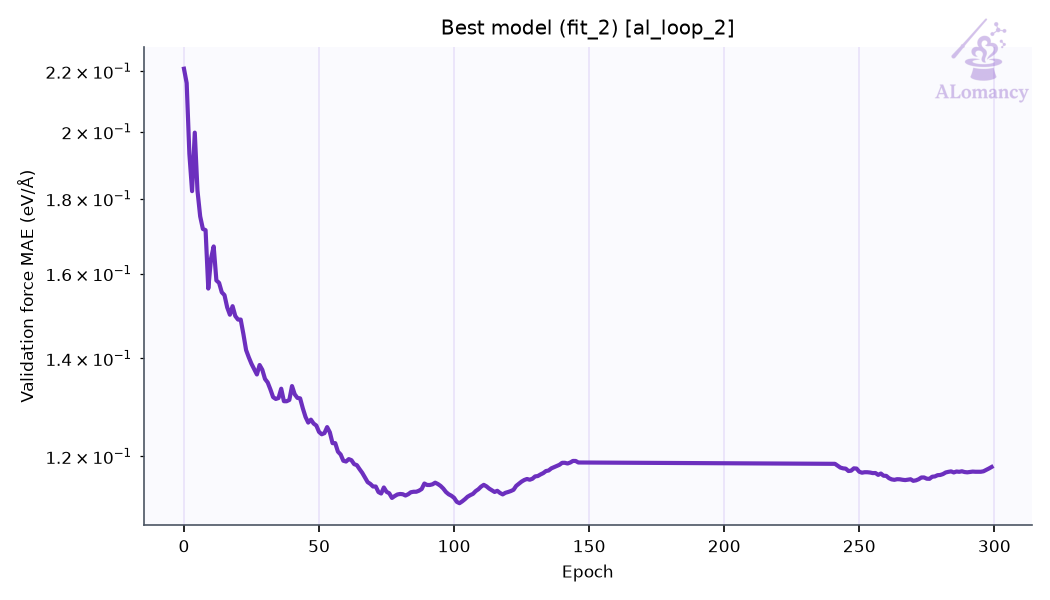 Best model (fit_2) [al_loop_2]
ALomancy
Validation force MAE (eV/Å)
2.2 × 10⁻¹
2 × 10⁻¹
1.8 × 10⁻¹
1.6 × 10⁻¹
1.4 × 10⁻¹
1.2 × 10⁻¹
0 50 100 150 200 250 300
Epoch